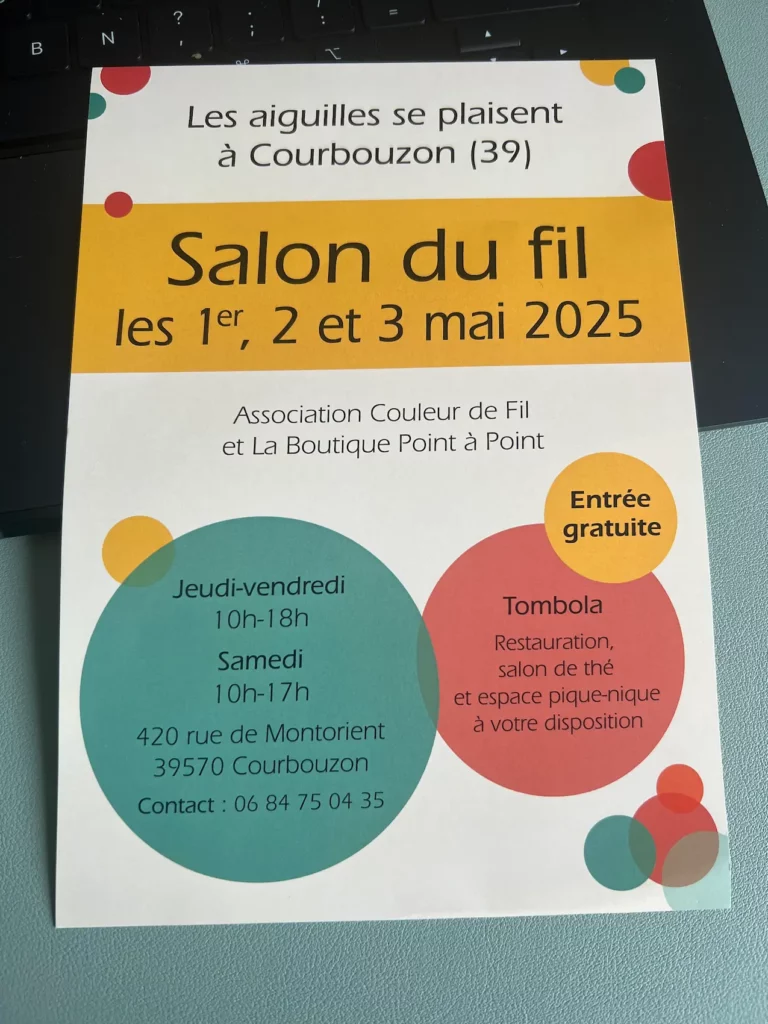 B N ? , ; . : / =
Les aiguilles se plaisent
à Courbouzon (39)
Salon du fil
les 1er, 2 et 3 mai 2025
Association Couleur de Fil
et La Boutique Point à Point
Entrée
gratuite
Jeudi-vendredi
10h-18h
Samedi
10h-17h
420 rue de Montorient
39570 Courbouzon
Contact : 06 84 75 04 35
Tombola
Restauration,
salon de thé
et espace pique-nique
à votre disposition